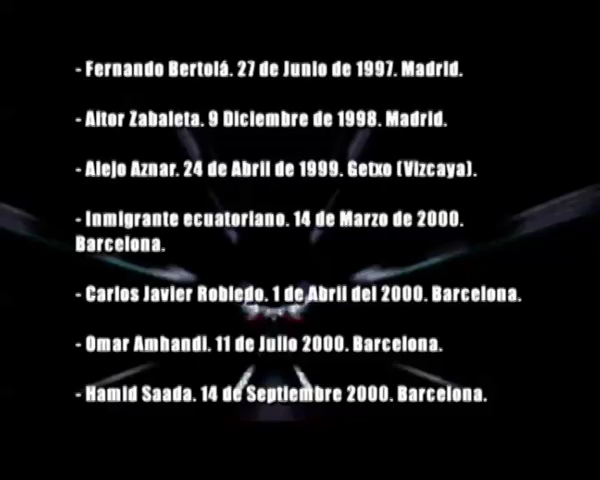 - Fernando Bertolá. 27 de Junio de 1997. Madrid.
- Aitor Zabaleta. 9 Diciembre de 1998. Madrid.
- Alejo Aznar. 24 de Abril de 1999. Getxo (Vizcaya).
- Inmigrante ecuatoriano. 14 de Marzo de 2000.
Barcelona.
- Carlos Javier Robledo. 1 de Abril del 2000. Barcelona.
- Omar Amhandi. 11 de Julio 2000. Barcelona.
- Hamid Saada. 14 de Septiembre 2000. Barcelona.